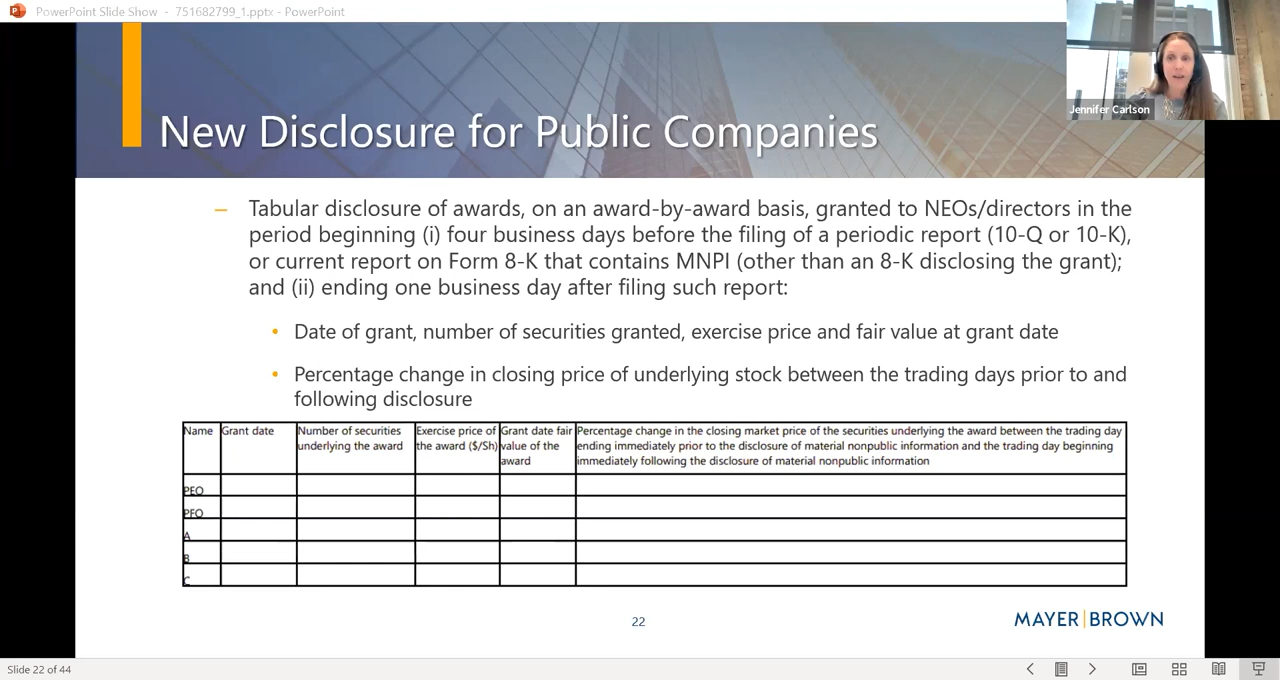 PowerPoint Slide Show - 751682799_1.pptx - PowerPoint
Jennifer Carlson
New Disclosure for Public Companies
– Tabular disclosure of awards, on an award-by-award basis, granted to NEOs/directors in the
period beginning (i) four business days before the filing of a periodic report (10-Q or 10-K),
or current report on Form 8-K that contains MNPI (other than an 8-K disclosing the grant);
and (ii) ending one business day after filing such report:
• Date of grant, number of securities granted, exercise price and fair value at grant date
• Percentage change in closing price of underlying stock between the trading days prior to and
following disclosure
Name Grant date Number of securities Exercise price of Grant date fair Percentage change in the closing market price of the securities underlying the award between the trading day
underlying the award the award ($/Sh) value of the ending immediately prior to the disclosure of material nonpublic information and the trading day beginning
award immediately following the disclosure of material nonpublic information
PEO
PFO
A
B
C
22
MAYER|BROWN
Slide 22 of 44